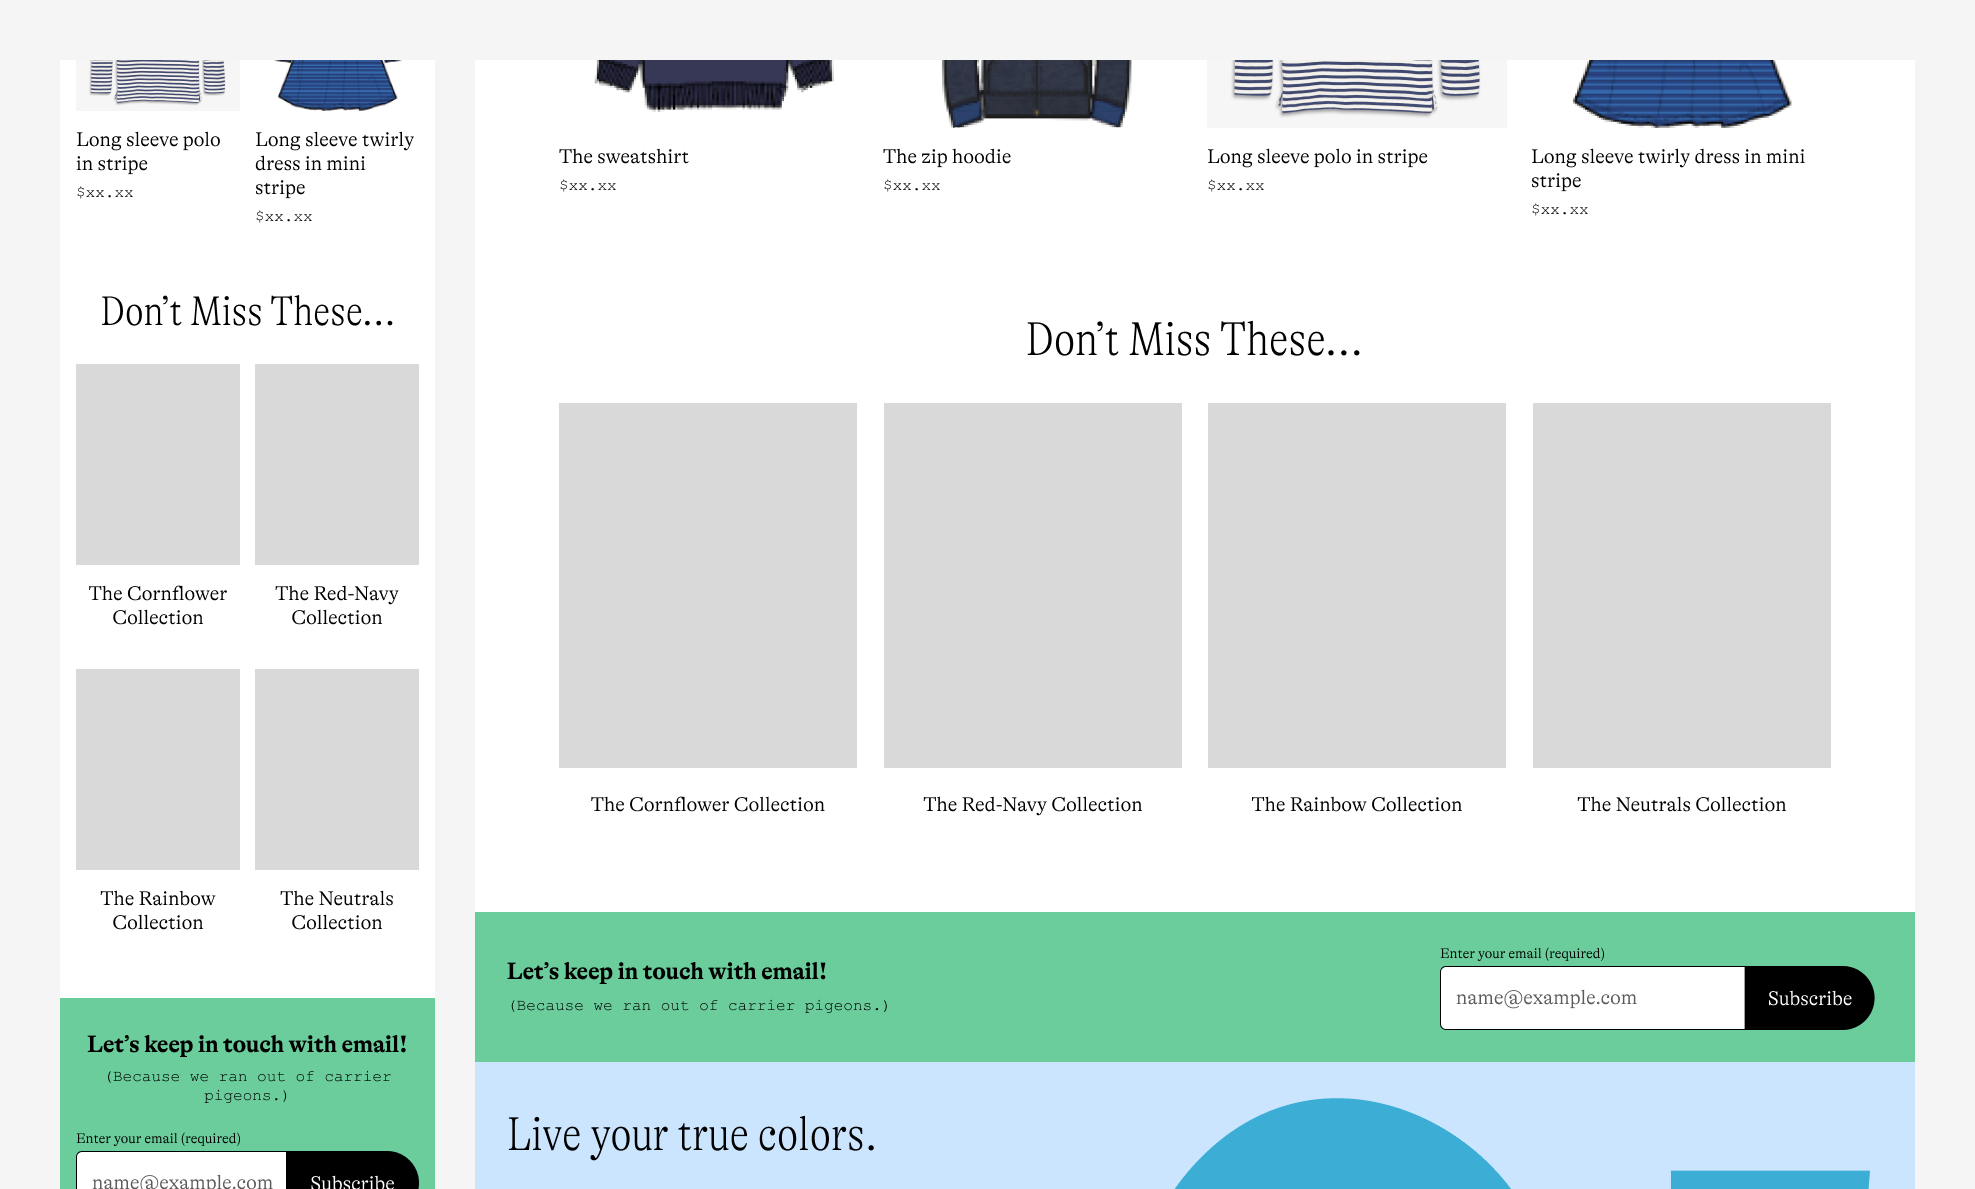 Long sleeve polo
in stripe
$xx.xx
Long sleeve twirly
dress in mini
stripe
$xx.xx
Don’t Miss These...
The Cornflower
Collection
The Red-Navy
Collection
The Rainbow
Collection
The Neutrals
Collection
Let’s keep in touch with email!
(Because we ran out of carrier
pigeons.)
Enter your email (required)
name@example.com
Subscribe
The sweatshirt
$xx.xx
The zip hoodie
$xx.xx
Long sleeve polo in stripe
$xx.xx
Long sleeve twirly dress in mini
stripe
$xx.xx
Don’t Miss These...
The Cornflower Collection
The Red-Navy Collection
The Rainbow Collection
The Neutrals Collection
Let’s keep in touch with email!
(Because we ran out of carrier pigeons.)
Enter your email (required)
name@example.com
Subscribe
Live your true colors.